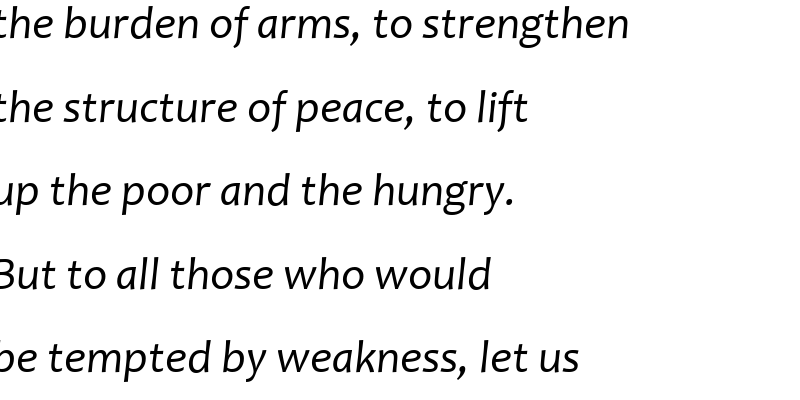 the burden of arms, to strengthen
the structure of peace, to lift
up the poor and the hungry.
But to all those who would
be tempted by weakness, let us